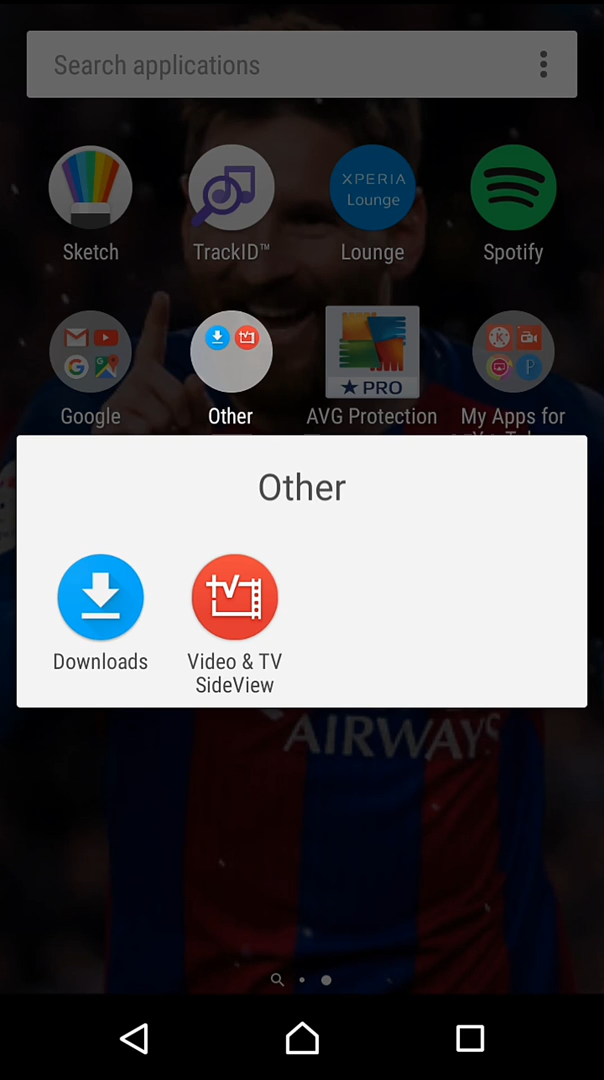 Search applications
XPERIA
Lounge
Sketch
TrackID™
Lounge
Spotify
PRO
Google
Other
AVG Protection
My Apps for
Other
Downloads
Video & TV
SideView
AIRWAYS